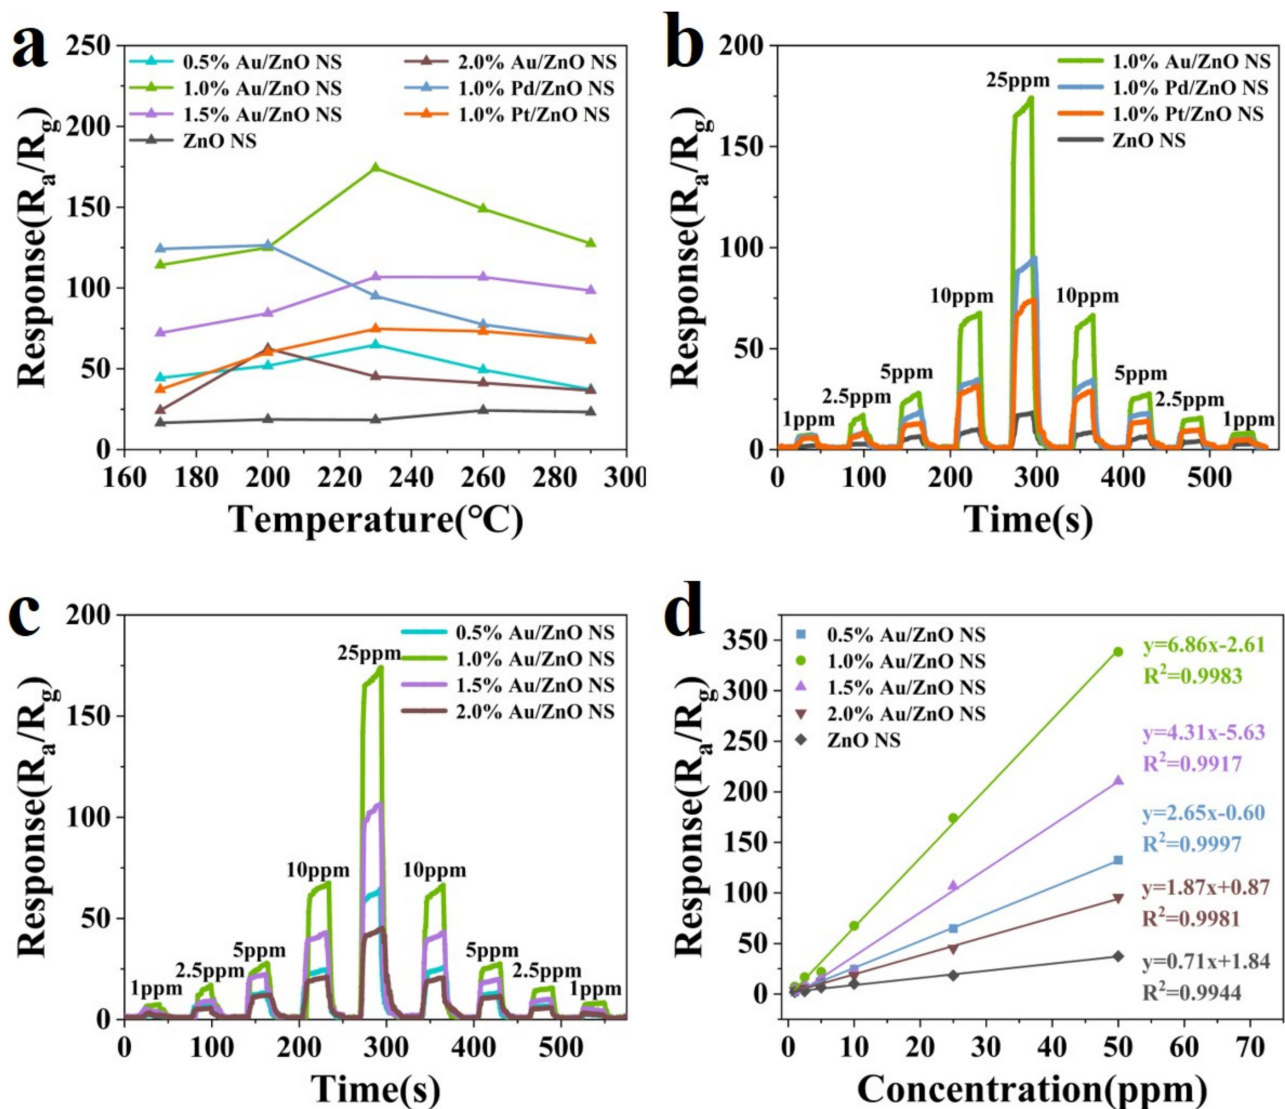 a
250
200
150
100
50
0
Response(Ra/Rg)
0.5% Au/ZnO NS
1.0% Au/ZnO NS
1.5% Au/ZnO NS
ZnO NS
2.0% Au/ZnO NS
1.0% Pd/ZnO NS
1.0% Pt/ZnO NS
160 180 200 220 240 260 280 300
Temperature(°C)
b
200
150
100
50
0
Response(Ra/Rg)
1.0% Au/ZnO NS
1.0% Pd/ZnO NS
1.0% Pt/ZnO NS
ZnO NS
1ppm
2.5ppm
5ppm
10ppm
25ppm
10ppm
5ppm
2.5ppm
1ppm
0 100 200 300 400 500
Time(s)
c
200
150
100
50
0
Response(Ra/Rg)
0.5% Au/ZnO NS
1.0% Au/ZnO NS
1.5% Au/ZnO NS
2.0% Au/ZnO NS
1ppm
2.5ppm
5ppm
10ppm
25ppm
10ppm
5ppm
2.5ppm
1ppm
0 100 200 300 400 500
Time(s)
d
350
300
250
200
150
100
50
0
Response(Ra/Rg)
0.5% Au/ZnO NS
1.0% Au/ZnO NS
1.5% Au/ZnO NS
2.0% Au/ZnO NS
ZnO NS
y=6.86x-2.61
R²=0.9983
y=4.31x-5.63
R²=0.9917
y=2.65x-0.60
R²=0.9997
y=1.87x+0.87
R²=0.9981
y=0.71x+1.84
R²=0.9944
0 10 20 30 40 50 60 70
Concentration(ppm)